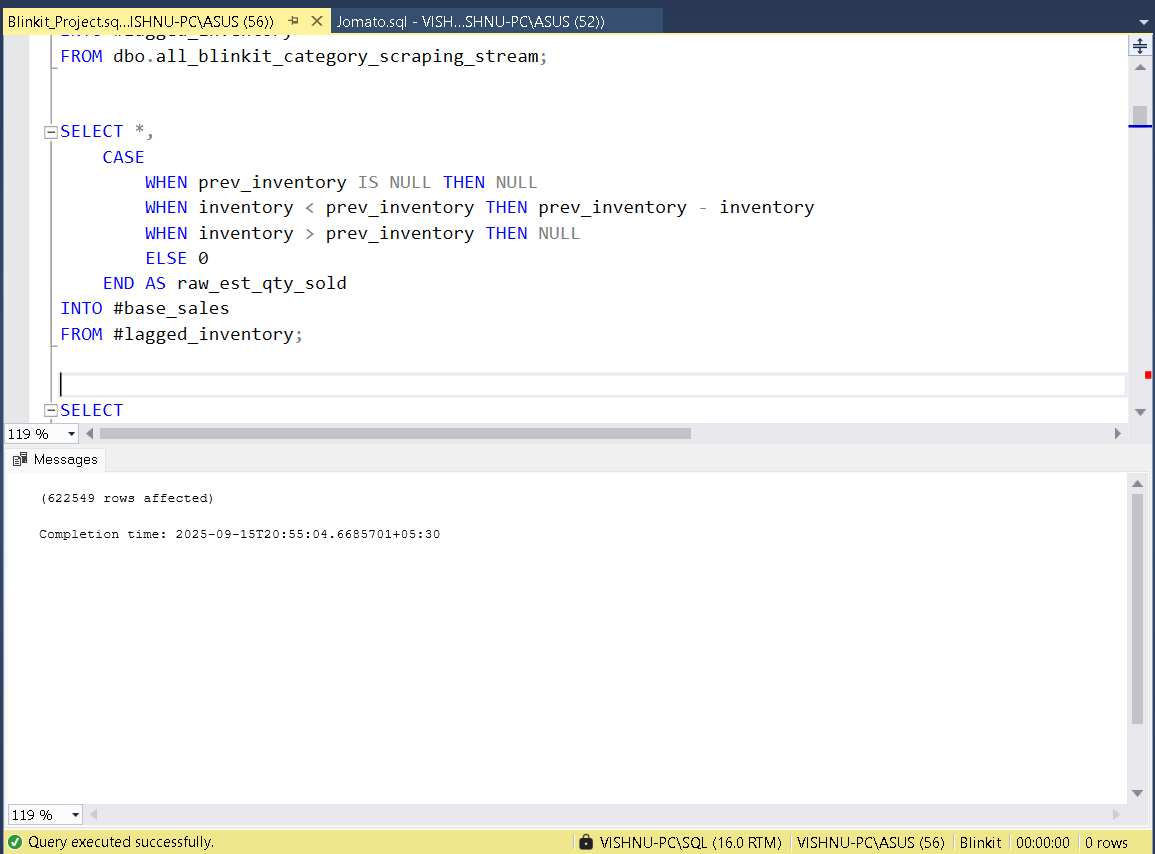 Blinkit_Project.sq...ISHNU-PC\ASUS (56))
Jomato.sql - VISH...SHNU-PC\ASUS (52))
INTO #lagged_inventory
FROM dbo.all_blinkit_category_scraping_stream;
SELECT *,
CASE
WHEN prev_inventory IS NULL THEN NULL
WHEN inventory < prev_inventory THEN prev_inventory - inventory
WHEN inventory > prev_inventory THEN NULL
ELSE 0
END AS raw_est_qty_sold
INTO #base_sales
FROM #lagged_inventory;
SELECT
119 %
Messages
(622549 rows affected)
Completion time: 2025-09-15T20:55:04.6685701+05:30
119 %
Query executed successfully.
VISHNU-PC\SQL (16.0 RTM)
VISHNU-PC\ASUS (56)
Blinkit
00:00:00
0 rows